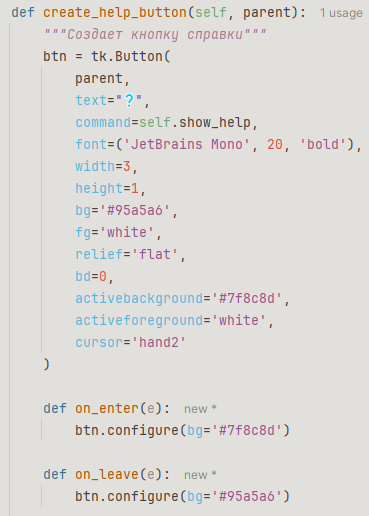 def create_help_button(self, parent): 1 usage
"""Создает кнопку справки"""
btn = tk.Button(
parent,
text="❔",
command=self.show_help,
font=('JetBrains Mono', 20, 'bold'),
width=3,
height=1,
bg='#95a5a6',
fg='white',
relief='flat',
bd=0,
activebackground='#7f8c8d',
activeforeground='white',
cursor='hand2'
)
def on_enter(e): new *
btn.configure(bg='#7f8c8d')
def on_leave(e): new *
btn.configure(bg='#95a5a6')